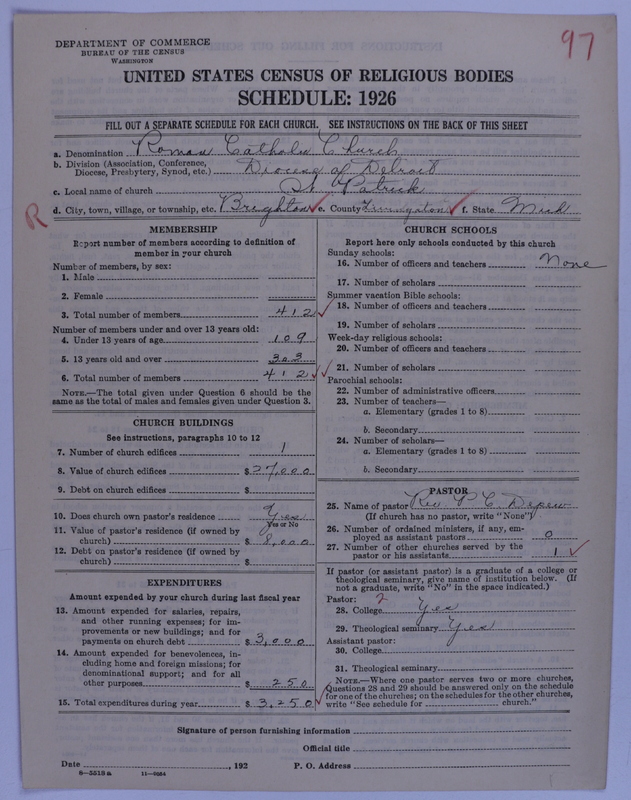 DEPARTMENT OF COMMERCE
BUREAU OF THE CENSUS
WASHINGTON
97
UNITED STATES CENSUS OF RELIGIOUS BODIES
SCHEDULE: 1926
FILL OUT A SEPARATE SCHEDULE FOR EACH CHURCH. SEE INSTRUCTIONS ON THE BACK OF THIS SHEET
a. Denomination Roman Catholic Church
b. Division (Association, Conference,
Diocese, Presbytery, Synod, etc.) Diocese of Detroit
c. Local name of church St Patrick
R d. City, town, village, or township, etc. Brighton e. County Livingston f. State Mich
MEMBERSHIP
Report number of members according to definition of
member in your church
Number of members, by sex:
1. Male
2. Female
3. Total number of members 412
Number of members under and over 13 years old:
4. Under 13 years of age 109
5. 13 years old and over 303
6. Total number of members 412
NOTE.—The total given under Question 6 should be the
same as the total of males and females given under Question 3.
CHURCH BUILDINGS
See instructions, paragraphs 10 to 12
7. Number of church edifices 1
8. Value of church edifices $ 27,000
9. Debt on church edifices $
10. Does church own pastor's residence Yes
Yes or No
11. Value of pastor's residence (if owned by
church) $ 8,000
12. Debt on pastor's residence (if owned by
church) $
EXPENDITURES
Amount expended by your church during last fiscal year
13. Amount expended for salaries, repairs,
and other running expenses; for im-
provements or new buildings; and for
payments on church debt $ 3,000
14. Amount expended for benevolences, in-
cluding home and foreign missions; for
denominational support; and for all
other purposes $ 250
15. Total expenditures during year $ 3,250
CHURCH SCHOOLS
Report here only schools conducted by this church
Sunday schools:
16. Number of officers and teachers None
17. Number of scholars
Summer vacation Bible schools:
18. Number of officers and teachers
19. Number of scholars
Week-day religious schools:
20. Number of officers and teachers
21. Number of scholars
Parochial schools:
22. Number of administrative officers
23. Number of teachers—
a. Elementary (grades 1 to 8)
b. Secondary
24. Number of scholars—
a. Elementary (grades 1 to 8)
b. Secondary
PASTOR
25. Name of pastor Rev P. C. Depew
(If church has no pastor, write "None")
26. Number of ordained ministers, if any, em-
ployed as assistant pastors 0
27. Number of other churches served by the
pastor or his assistants 1
If pastor (or assistant pastor) is a graduate of a college or
theological seminary, give name of institution below. (If
not a graduate, write "No" in the space indicated.)
Pastor: 2
28. College Yes
29. Theological seminary Yes
Assistant pastor:
30. College
31. Theological seminary
NOTE.—Where one pastor serves two or more churches,
Questions 28 and 29 should be answered only on the schedule
for one of the churches; on the schedules for the other churches,
write "See schedule for church."
Signature of person furnishing information
Official title
Date , 192 P. O. Address
8—5518a 11—9554